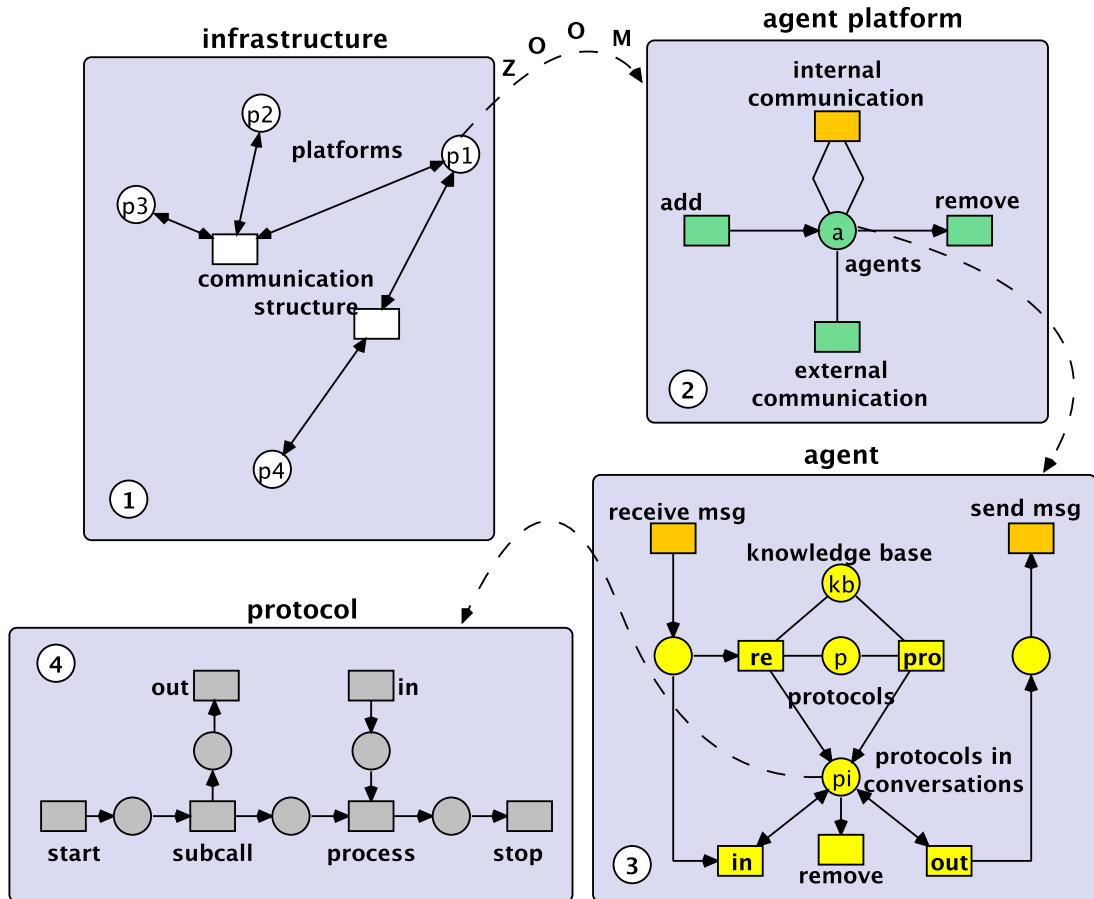 infrastructure
Z O O M
agent platform
p2
platforms
p1
p3
communication
structure
p4
1
internal
communication
add
remove
a
agents
external
communication
2
agent
receive msg
send msg
knowledge base
kb
re
p
pro
protocols
protocols in
conversations
pi
in
out
remove
3
protocol
4
out
in
start
subcall
process
stop